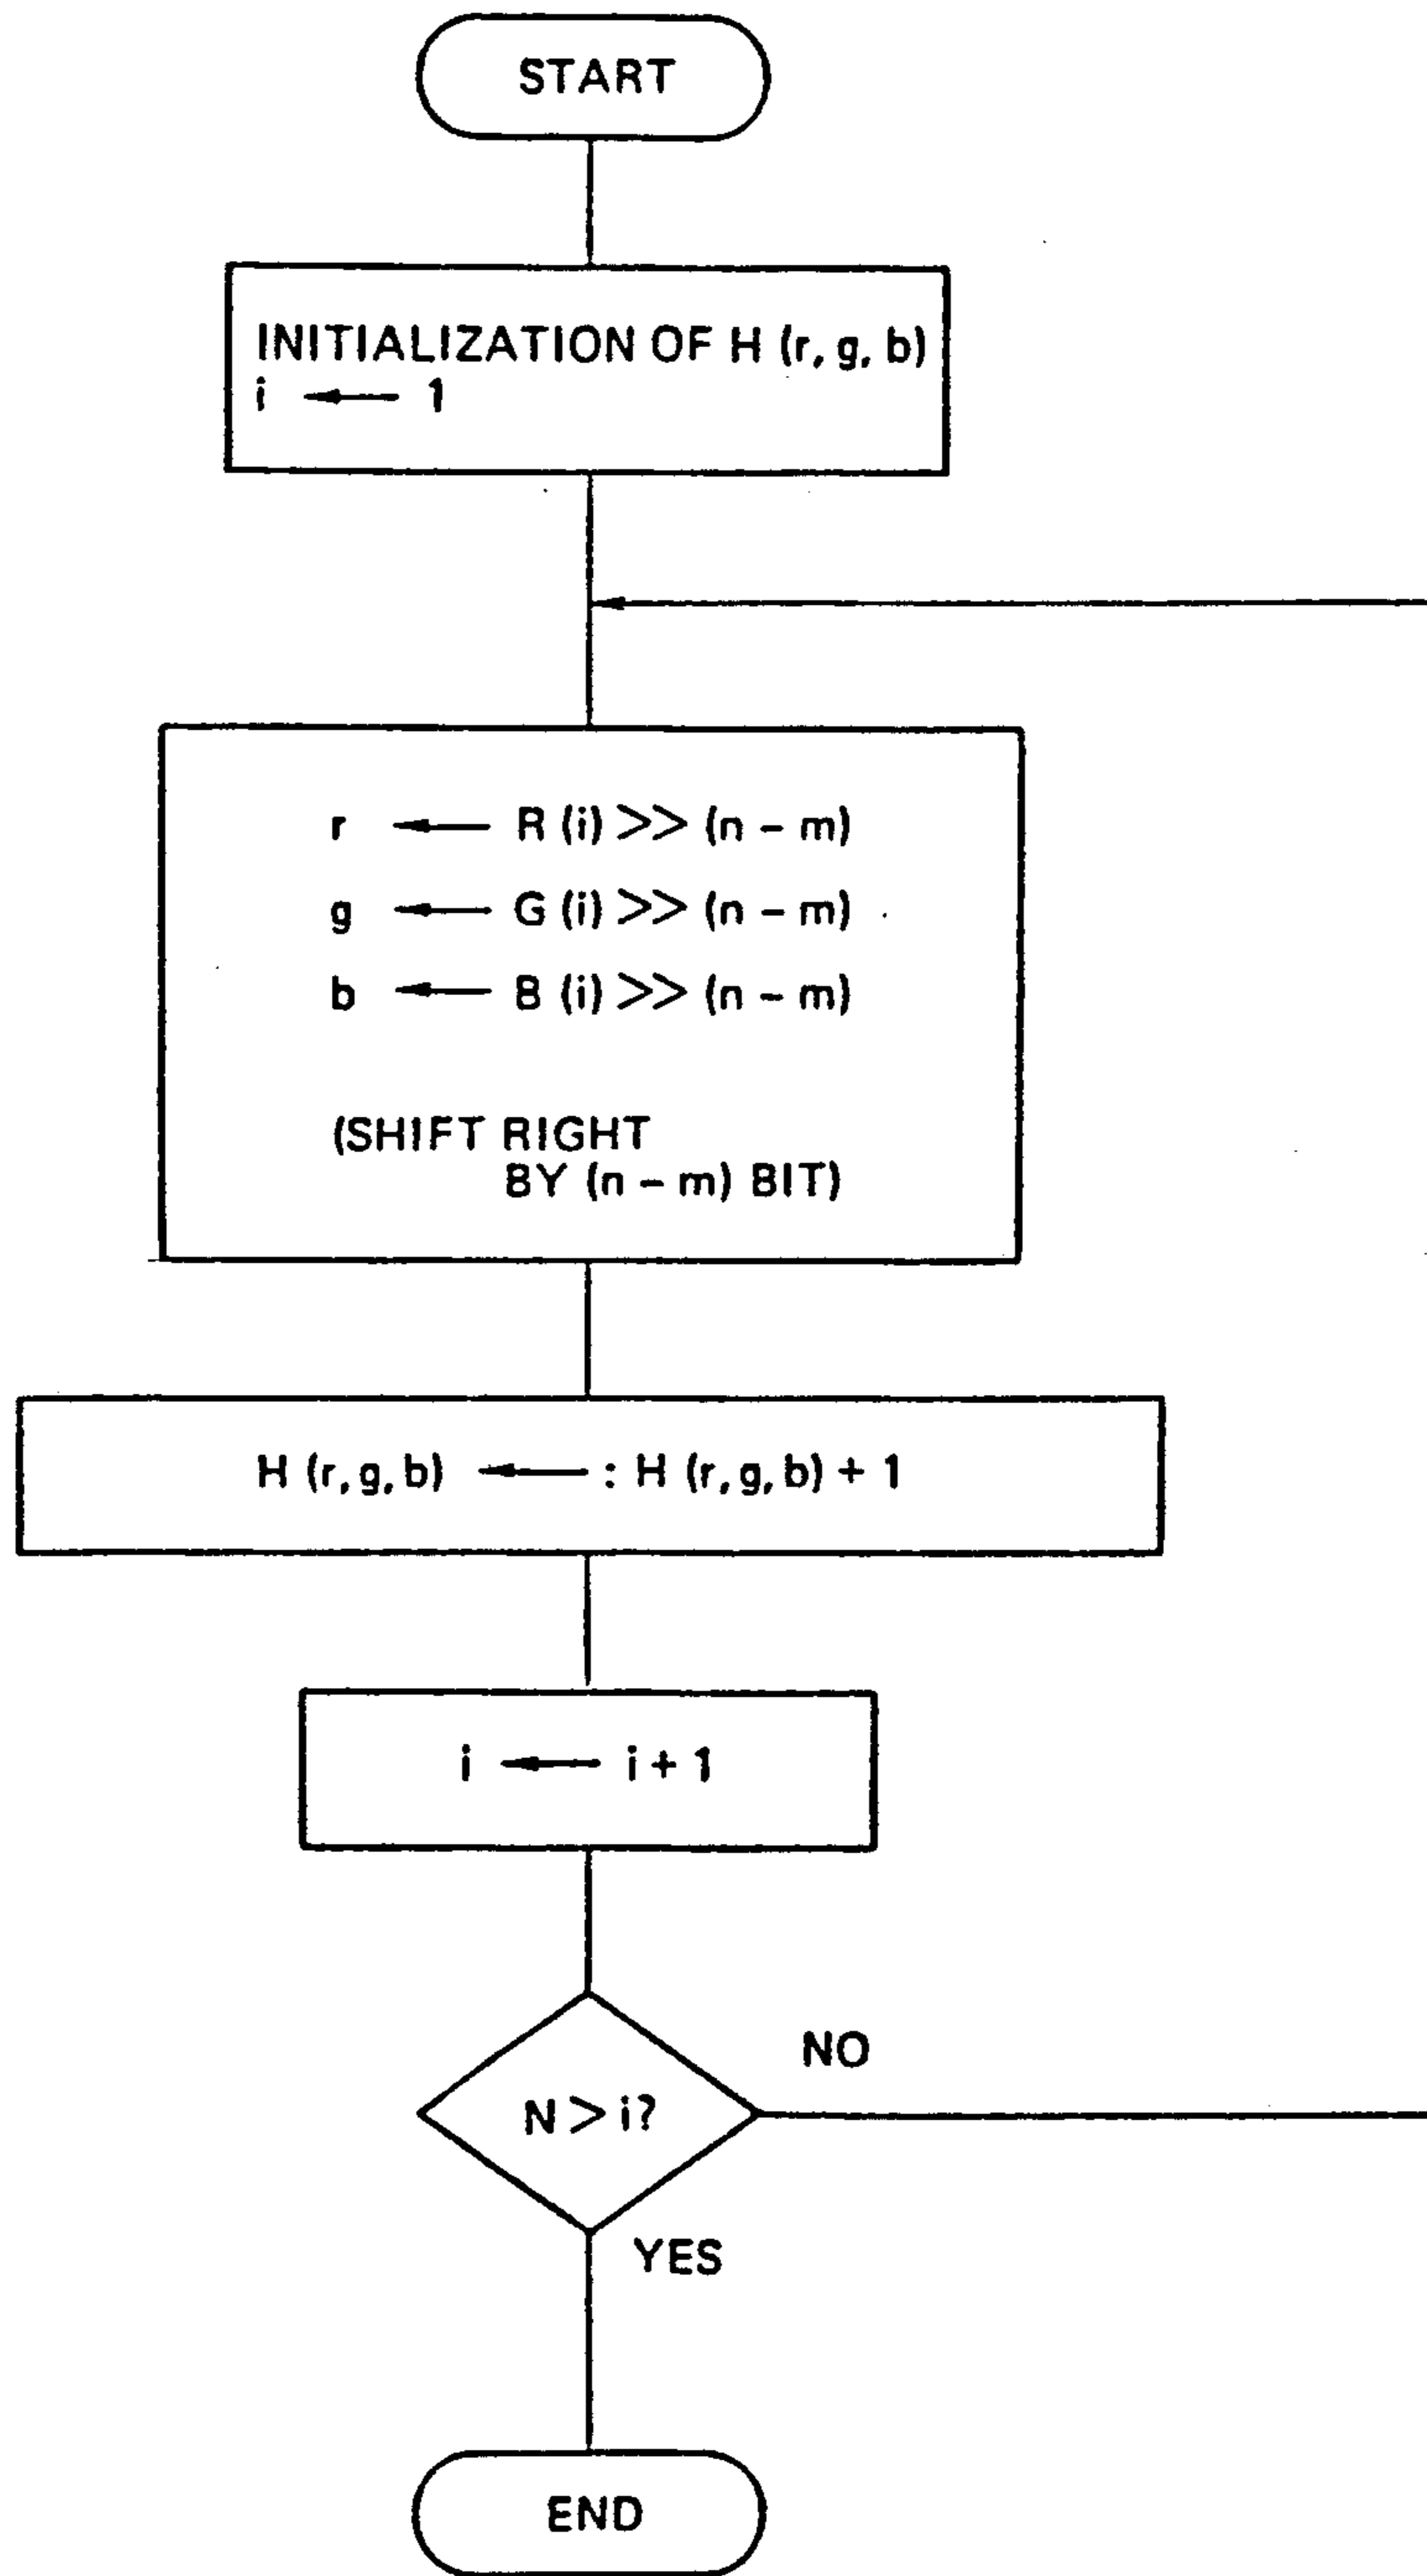 START
INITIALIZATION OF H (r, g, b)
i ← 1
r ← R (i) >> (n – m)
g ← G (i) >> (n – m)
b ← B (i) >> (n – m)
(SHIFT RIGHT
BY (n – m) BIT)
H (r, g, b) ← : H (r, g, b) + 1
i ← i + 1
NO
N > i?
YES
END